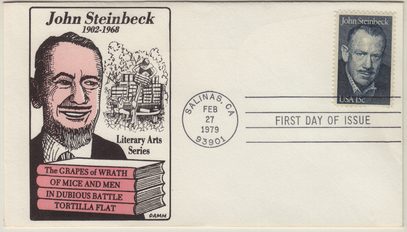 John Steinbeck
1902-1968
Literary Arts
Series
The GRAPES of WRATH
OF MICE AND MEN
IN DUBIOUS BATTLE
TORTILLA FLAT
DAMM
SALINAS, CA
FEB
27
1979
93901
John Steinbeck
USA 15c
FIRST DAY OF ISSUE